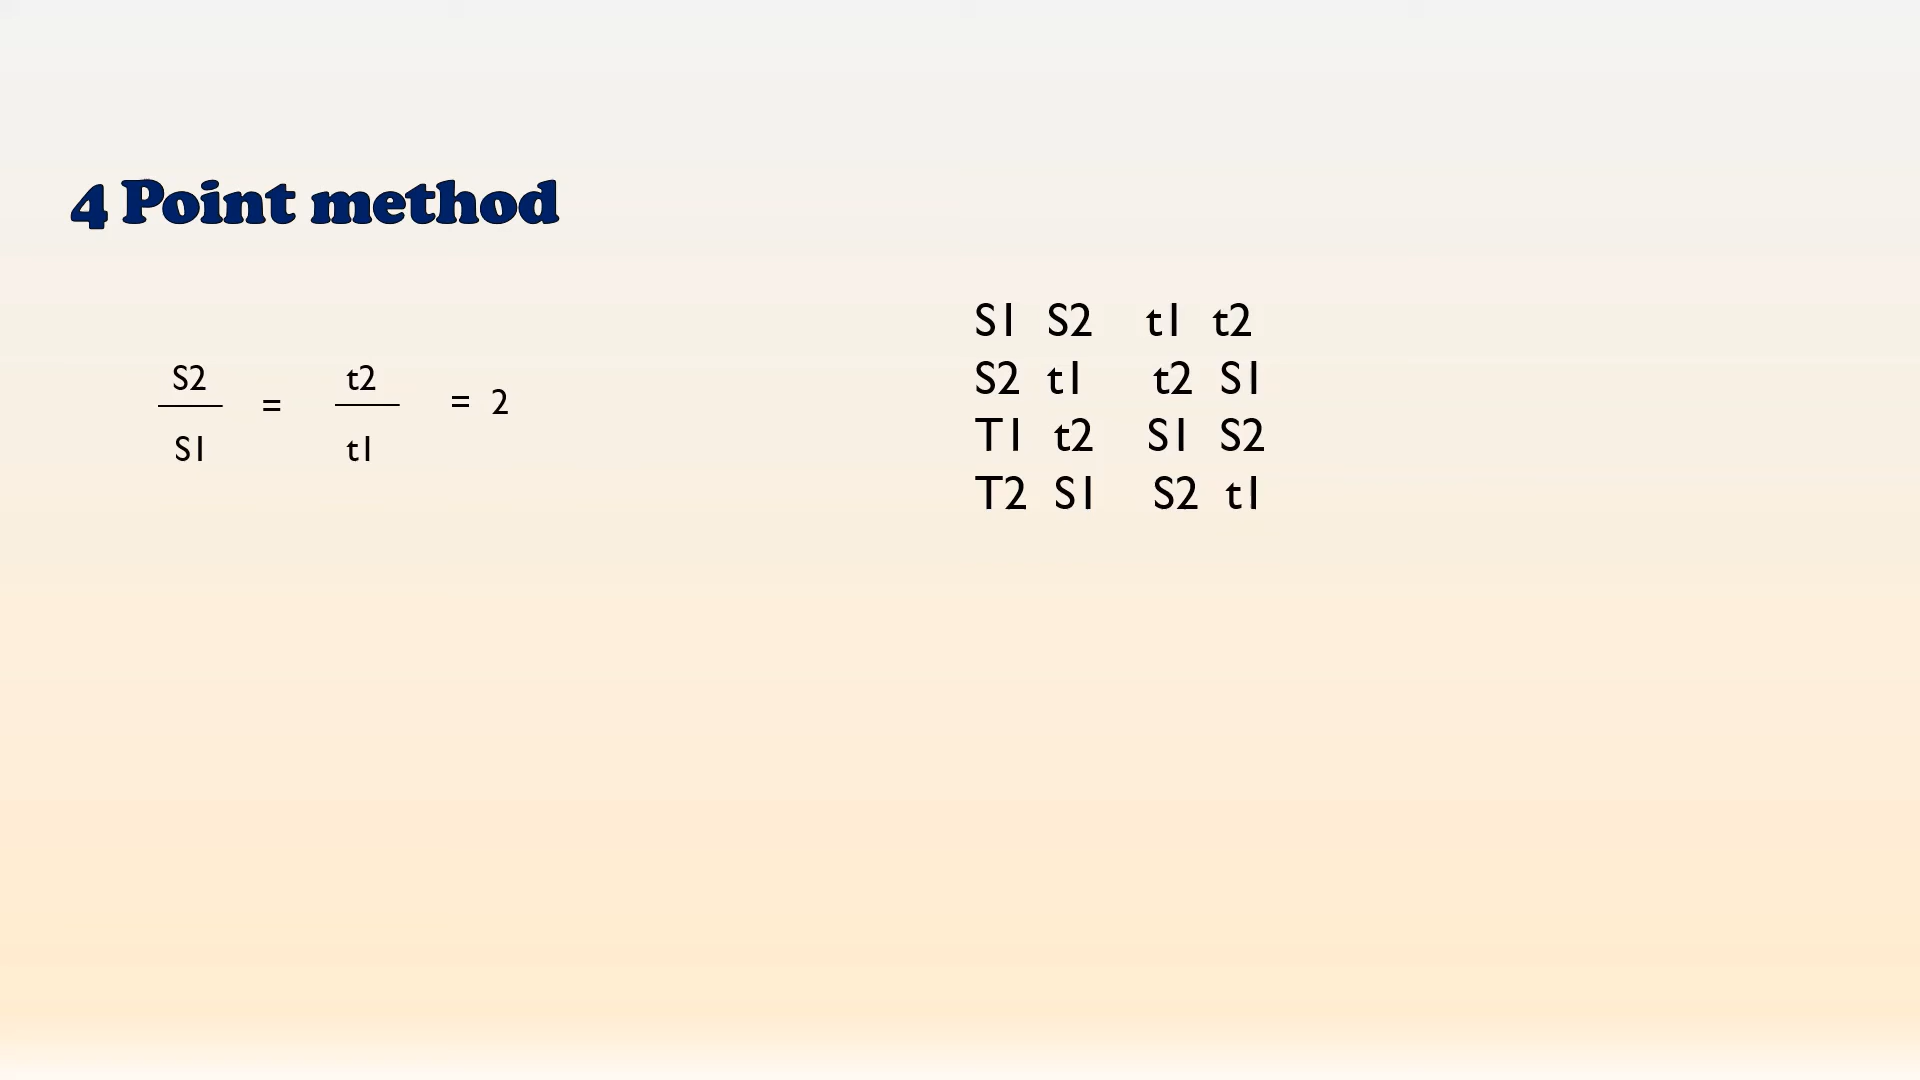 4 Point method
S2
S1
=
t2
t1
= 2
S1 S2 t1 t2
S2 t1 t2 S1
T1 t2 S1 S2
T2 S1 S2 t1